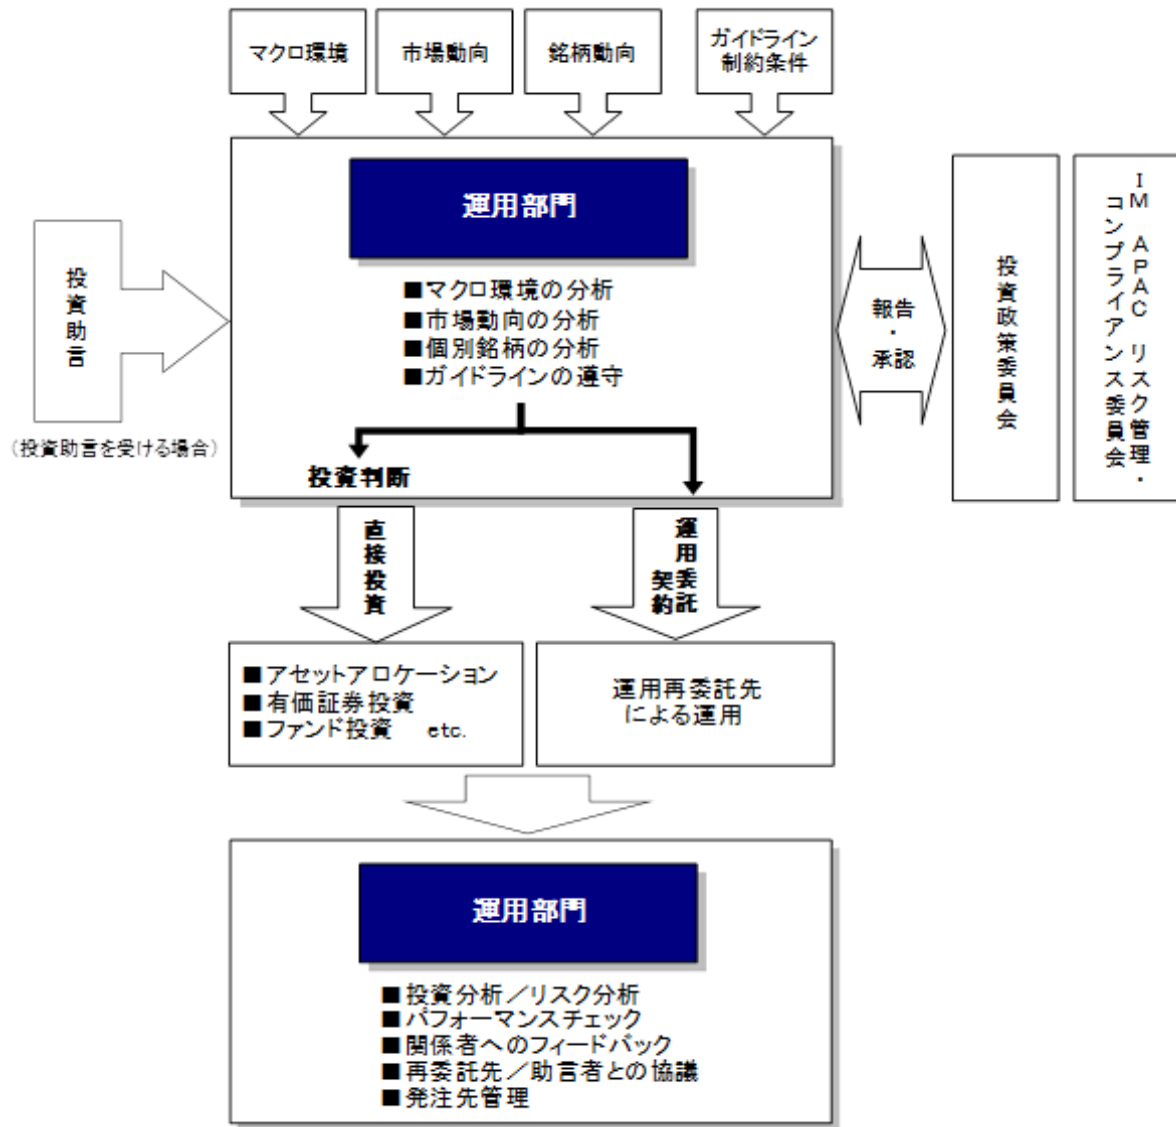 マクロ環境
市場動向
銘柄動向
ガイドライン
制約条件
運用部門
■マクロ環境の分析
■市場動向の分析
■個別銘柄の分析
■ガイドラインの遵守
投資助言
(投資助言を受ける場合)
報告
・
承認
投資政策委員会
IM APAC リスク管理・
コンプライアンス委員会
投資判断
直接投資
運用委託
契約
■アセットアロケーション
■有価証券投資
■ファンド投資 etc.
運用再委託先
による運用
運用部門
■投資分析／リスク分析
■パフォーマンスチェック
■関係者へのフィードバック
■再委託先／助言者との協議
■発注先管理